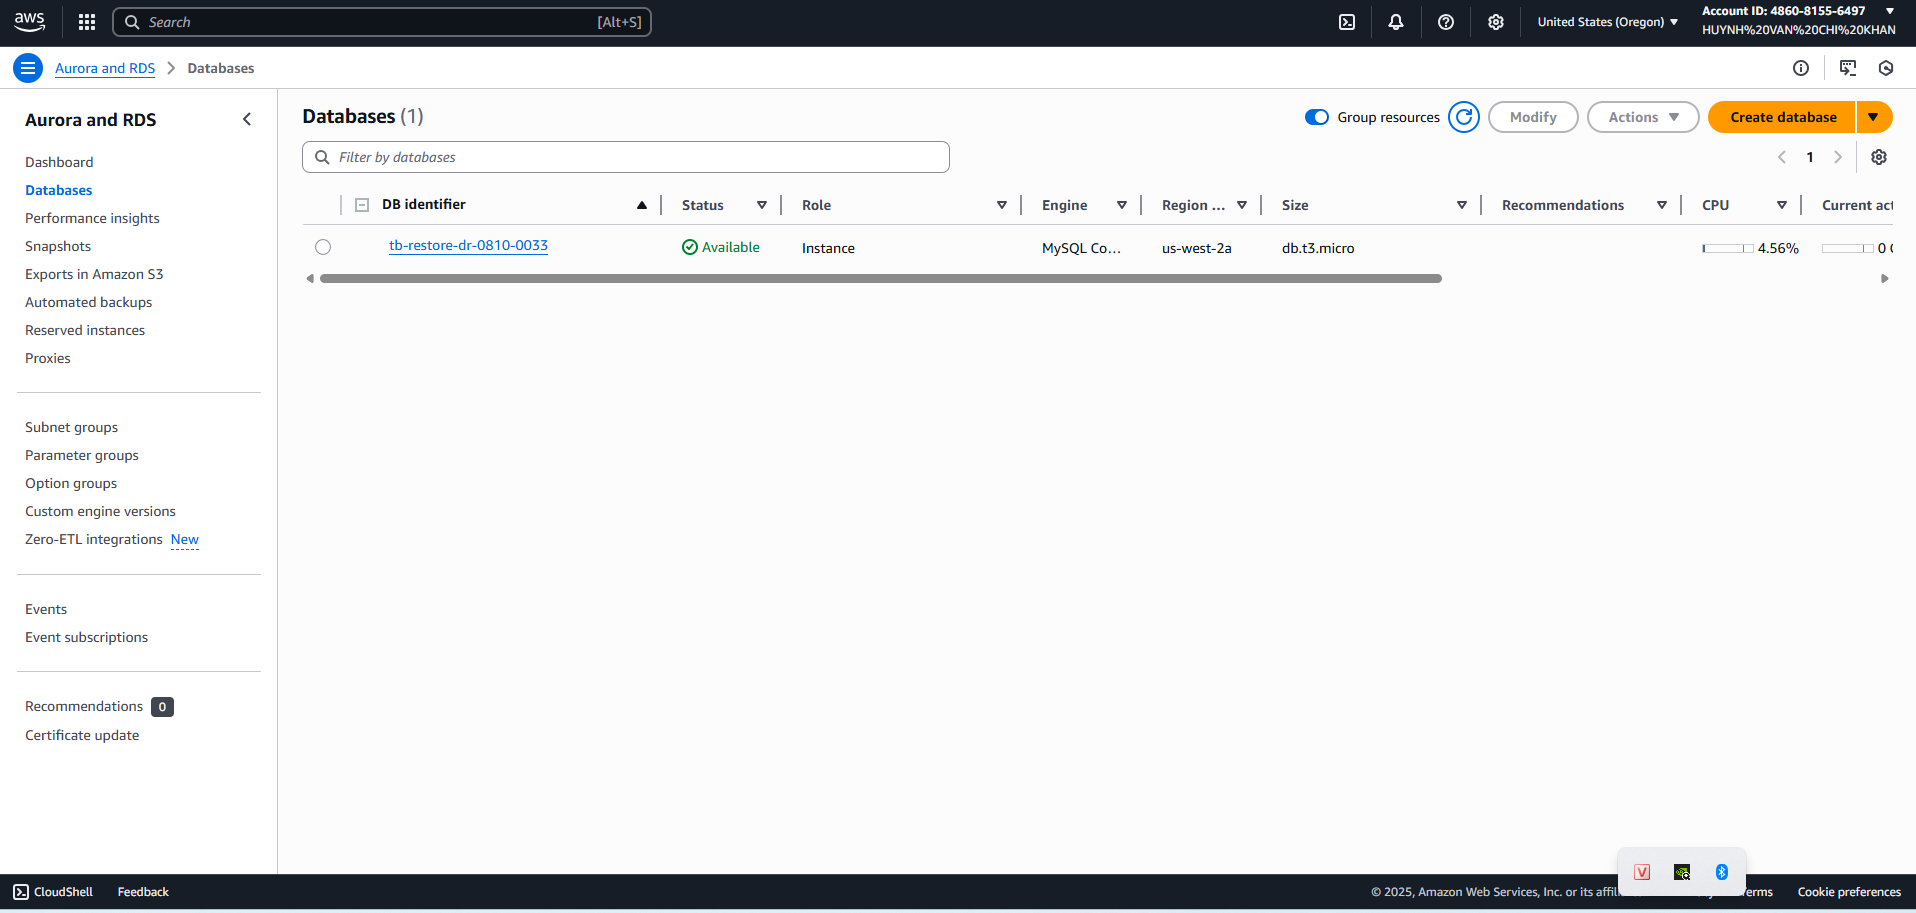 aws
Search [Alt+S]
United States (Oregon)
Account ID: 4860-8155-6497
HUYNH%20VAN%20CHI%20KHAN
Aurora and RDS
Databases
Aurora and RDS
Dashboard
Databases
Performance insights
Snapshots
Exports in Amazon S3
Automated backups
Reserved instances
Proxies
Subnet groups
Parameter groups
Option groups
Custom engine versions
Zero-ETL integrations New
Events
Event subscriptions
Recommendations 0
Certificate update
Databases (1)
Group resources
Modify
Actions
Create database
Filter by databases
1
DB identifier Status Role Engine Region ... Size Recommendations CPU Current act
tb-restore-dr-0810-0033 Available Instance MySQL Co... us-west-2a db.t3.micro 4.56% 0
CloudShell Feedback
© 2025, Amazon Web Services, Inc. or its
Cookie preferences